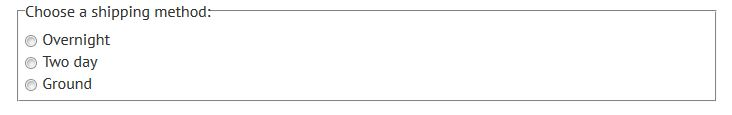 Choose a shipping method:
Overnight
Two day
Ground